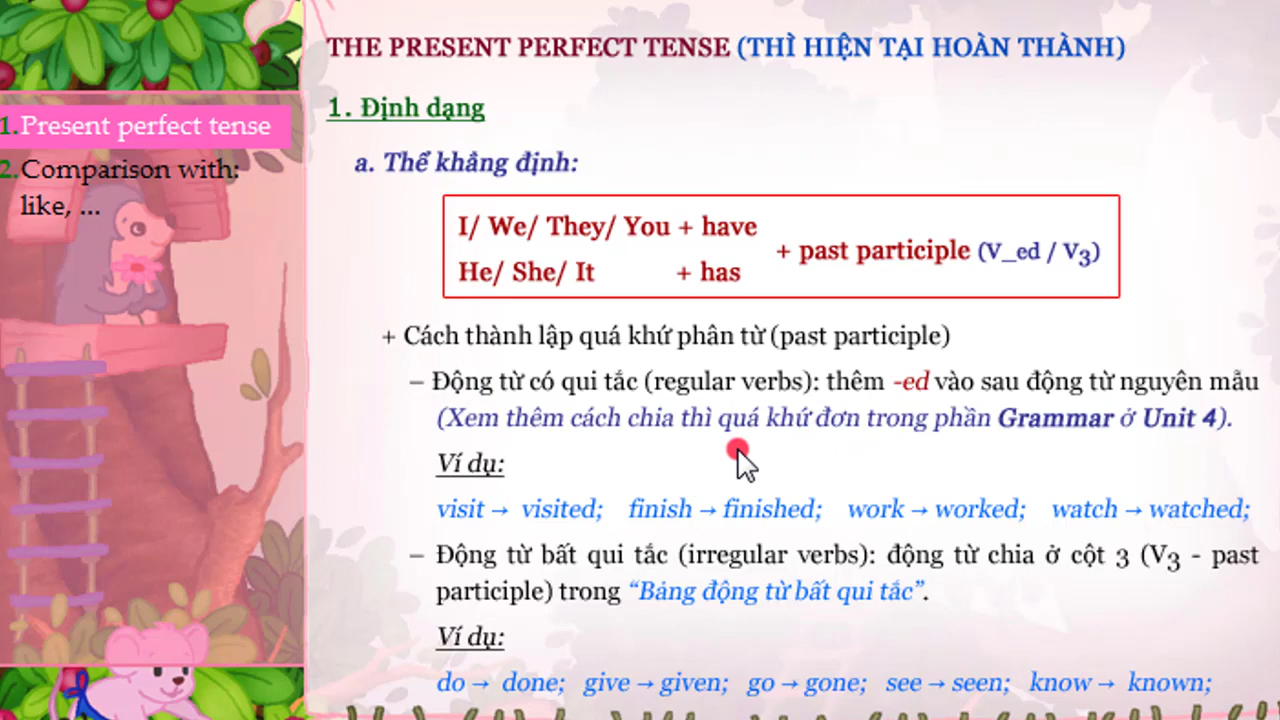 THE PRESENT PERFECT TENSE (THÌ HIỆN TẠI HOÀN THÀNH)
1. Present perfect tense
2. Comparison with:
like, ...
1. Định dạng
a. Thể khẳng định:
I/ We/ They/ You + have
+ past participle (V_ed / V3)
He/ She/ It + has
+ Cách thành lập quá khứ phân từ (past participle)
– Động từ có qui tắc (regular verbs): thêm -ed vào sau động từ nguyên mẫu
(Xem thêm cách chia thì quá khứ đơn trong phần Grammar ở Unit 4).
Ví dụ:
visit → visited; finish → finished; work → worked; watch → watched;
– Động từ bất qui tắc (irregular verbs): động từ chia ở cột 3 (V3 - past
participle) trong “Bảng động từ bất qui tắc”.
Ví dụ:
do → done; give → given; go → gone; see → seen; know → known;